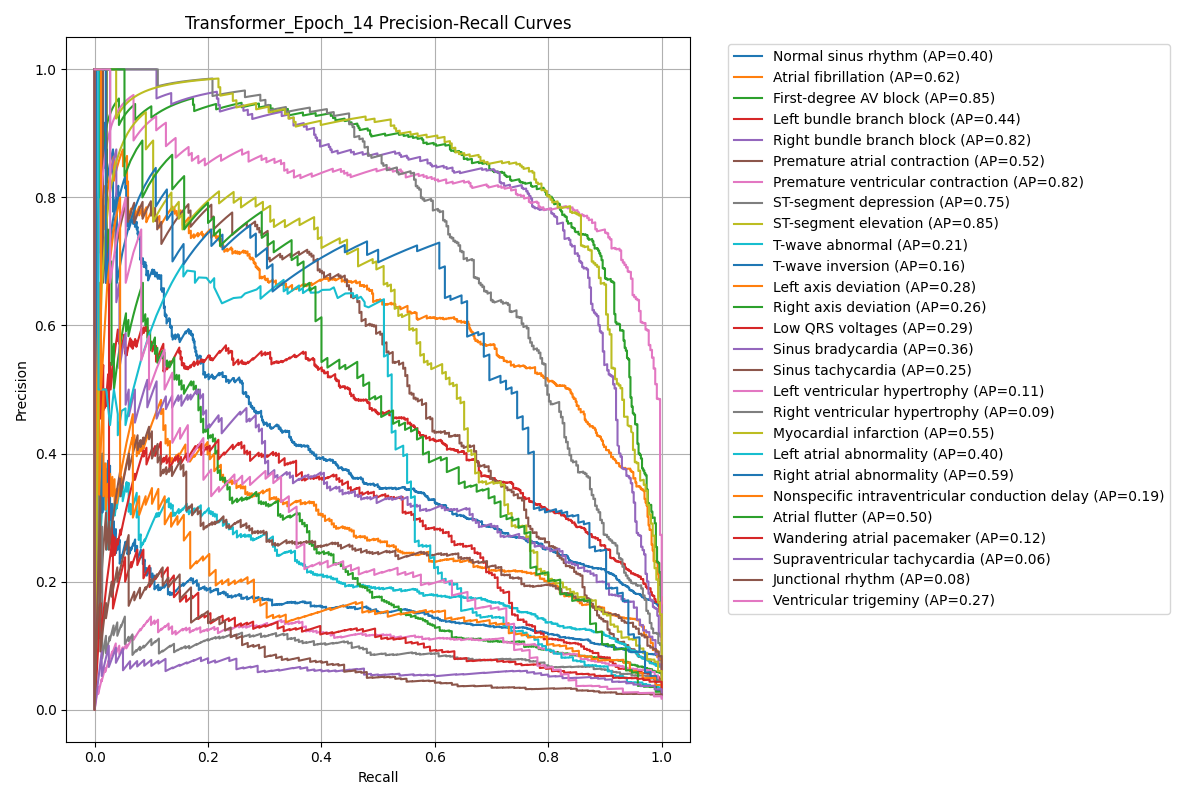 Transformer_Epoch_14 Precision-Recall Curves
1.0
0.8
0.6
0.4
0.2
0.0
Precision
0.0 0.2 0.4 0.6 0.8 1.0
Recall
Normal sinus rhythm (AP=0.40)
Atrial fibrillation (AP=0.62)
First-degree AV block (AP=0.85)
Left bundle branch block (AP=0.44)
Right bundle branch block (AP=0.82)
Premature atrial contraction (AP=0.52)
Premature ventricular contraction (AP=0.82)
ST-segment depression (AP=0.75)
ST-segment elevation (AP=0.85)
T-wave abnormal (AP=0.21)
T-wave inversion (AP=0.16)
Left axis deviation (AP=0.28)
Right axis deviation (AP=0.26)
Low QRS voltages (AP=0.29)
Sinus bradycardia (AP=0.36)
Sinus tachycardia (AP=0.25)
Left ventricular hypertrophy (AP=0.11)
Right ventricular hypertrophy (AP=0.09)
Myocardial infarction (AP=0.55)
Left atrial abnormality (AP=0.40)
Right atrial abnormality (AP=0.59)
Nonspecific intraventricular conduction delay (AP=0.19)
Atrial flutter (AP=0.50)
Wandering atrial pacemaker (AP=0.12)
Supraventricular tachycardia (AP=0.06)
Junctional rhythm (AP=0.08)
Ventricular trigeminy (AP=0.27)